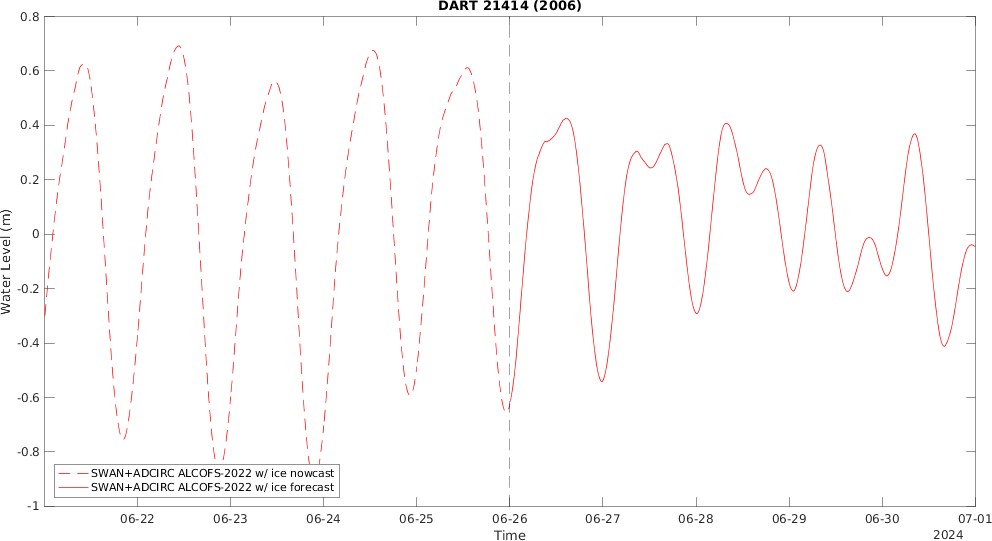 DART 21414 (2006)
0.8
0.6
0.4
0.2
0
-0.2
-0.4
-0.6
-0.8
-1
Water Level (m)
SWAN+ADCIRC ALCOFS-2022 w/ ice nowcast
SWAN+ADCIRC ALCOFS-2022 w/ ice forecast
06-22 06-23 06-24 06-25 06-26 06-27 06-28 06-29 06-30 07-01
Time
2024